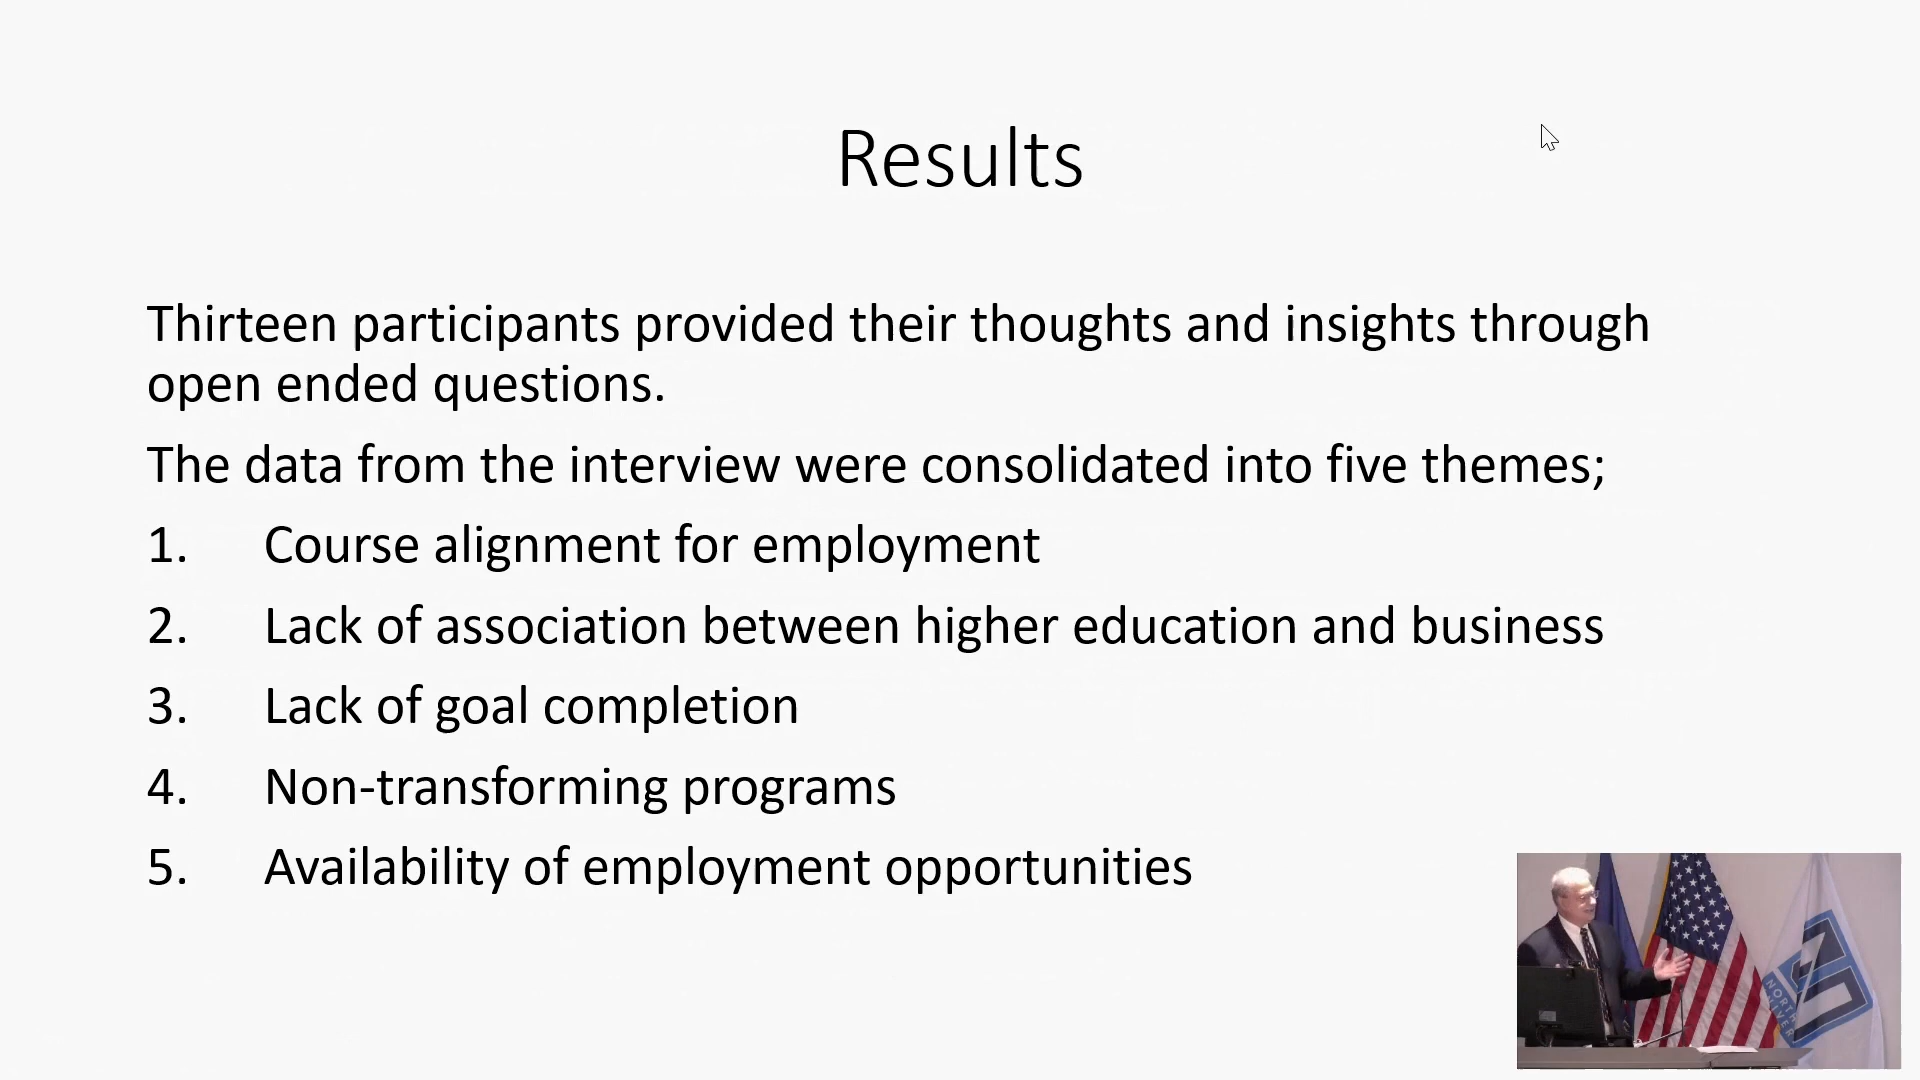 Results
Thirteen participants provided their thoughts and insights through
open ended questions.
The data from the interview were consolidated into five themes;
1. Course alignment for employment
2. Lack of association between higher education and business
3. Lack of goal completion
4. Non-transforming programs
5. Availability of employment opportunities
NORTH